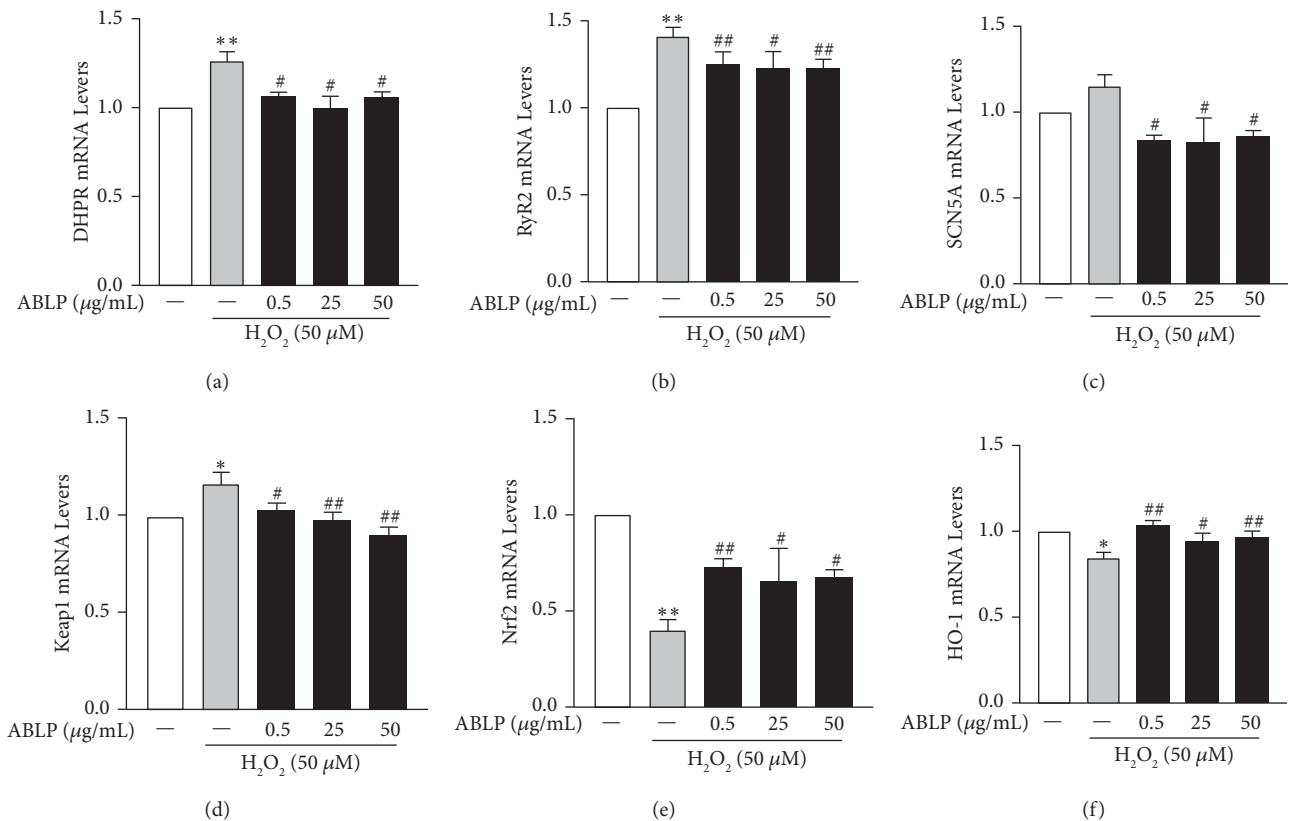 DHPR mRNA Levers
1.5
1.0
0.5
0.0
**
#
#
#
ABLP (μg/mL) — — 0.5 25 50
H₂O₂ (50 μM)
(a)
RyR2 mRNA Levers
1.5
1.0
0.5
0.0
**
##
#
##
ABLP (μg/mL) — — 0.5 25 50
H₂O₂ (50 μM)
(b)
SCN5A mRNA Levers
1.5
1.0
0.5
0.0
#
#
#
ABLP (μg/mL) — — 0.5 25 50
H₂O₂ (50 μM)
(c)
Keap1 mRNA Levers
1.5
1.0
0.5
0.0
*
#
##
##
ABLP (μg/mL) — — 0.5 25 50
H₂O₂ (50 μM)
(d)
Nrf2 mRNA Levers
1.5
1.0
0.5
0.0
**
##
#
#
ABLP (μg/mL) — — 0.5 25 50
H₂O₂ (50 μM)
(e)
HO-1 mRNA Levers
1.5
1.0
0.5
0.0
*
##
#
##
ABLP (μg/mL) — — 0.5 25 50
H₂O₂ (50 μM)
(f)